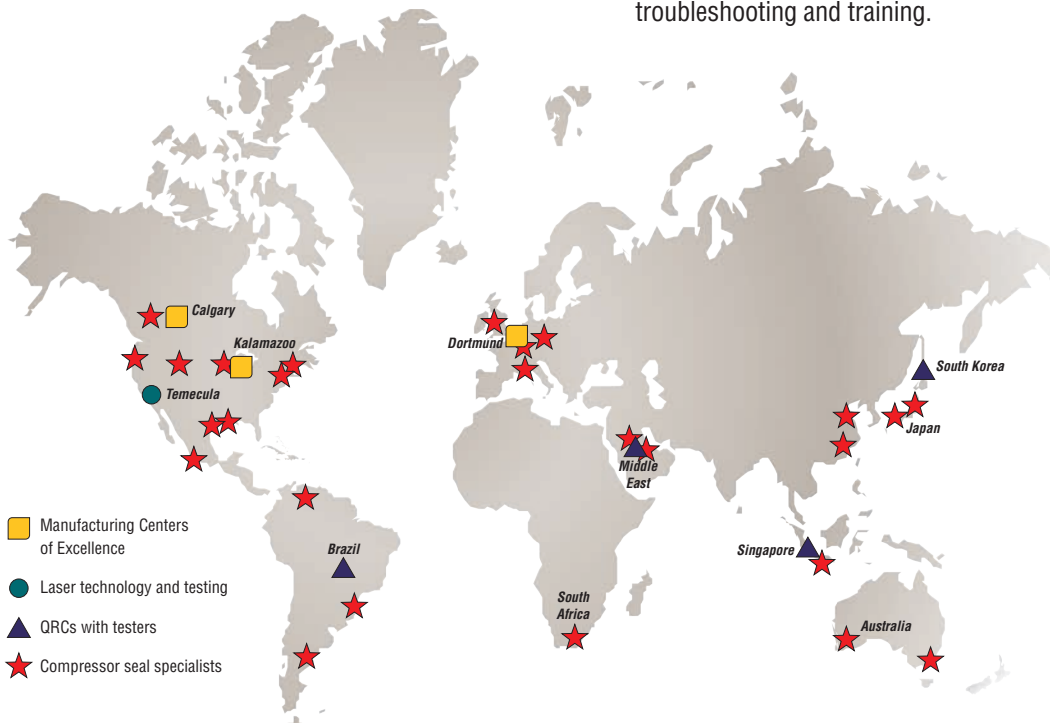 troubleshooting and training.
Calgary
Kalamazoo
Dortmund
Temecula
South Korea
Japan
Middle
East
Manufacturing Centers
of Excellence
Brazil
Singapore
Laser technology and testing
South
Africa
QRCs with testers
Australia
Compressor seal specialists